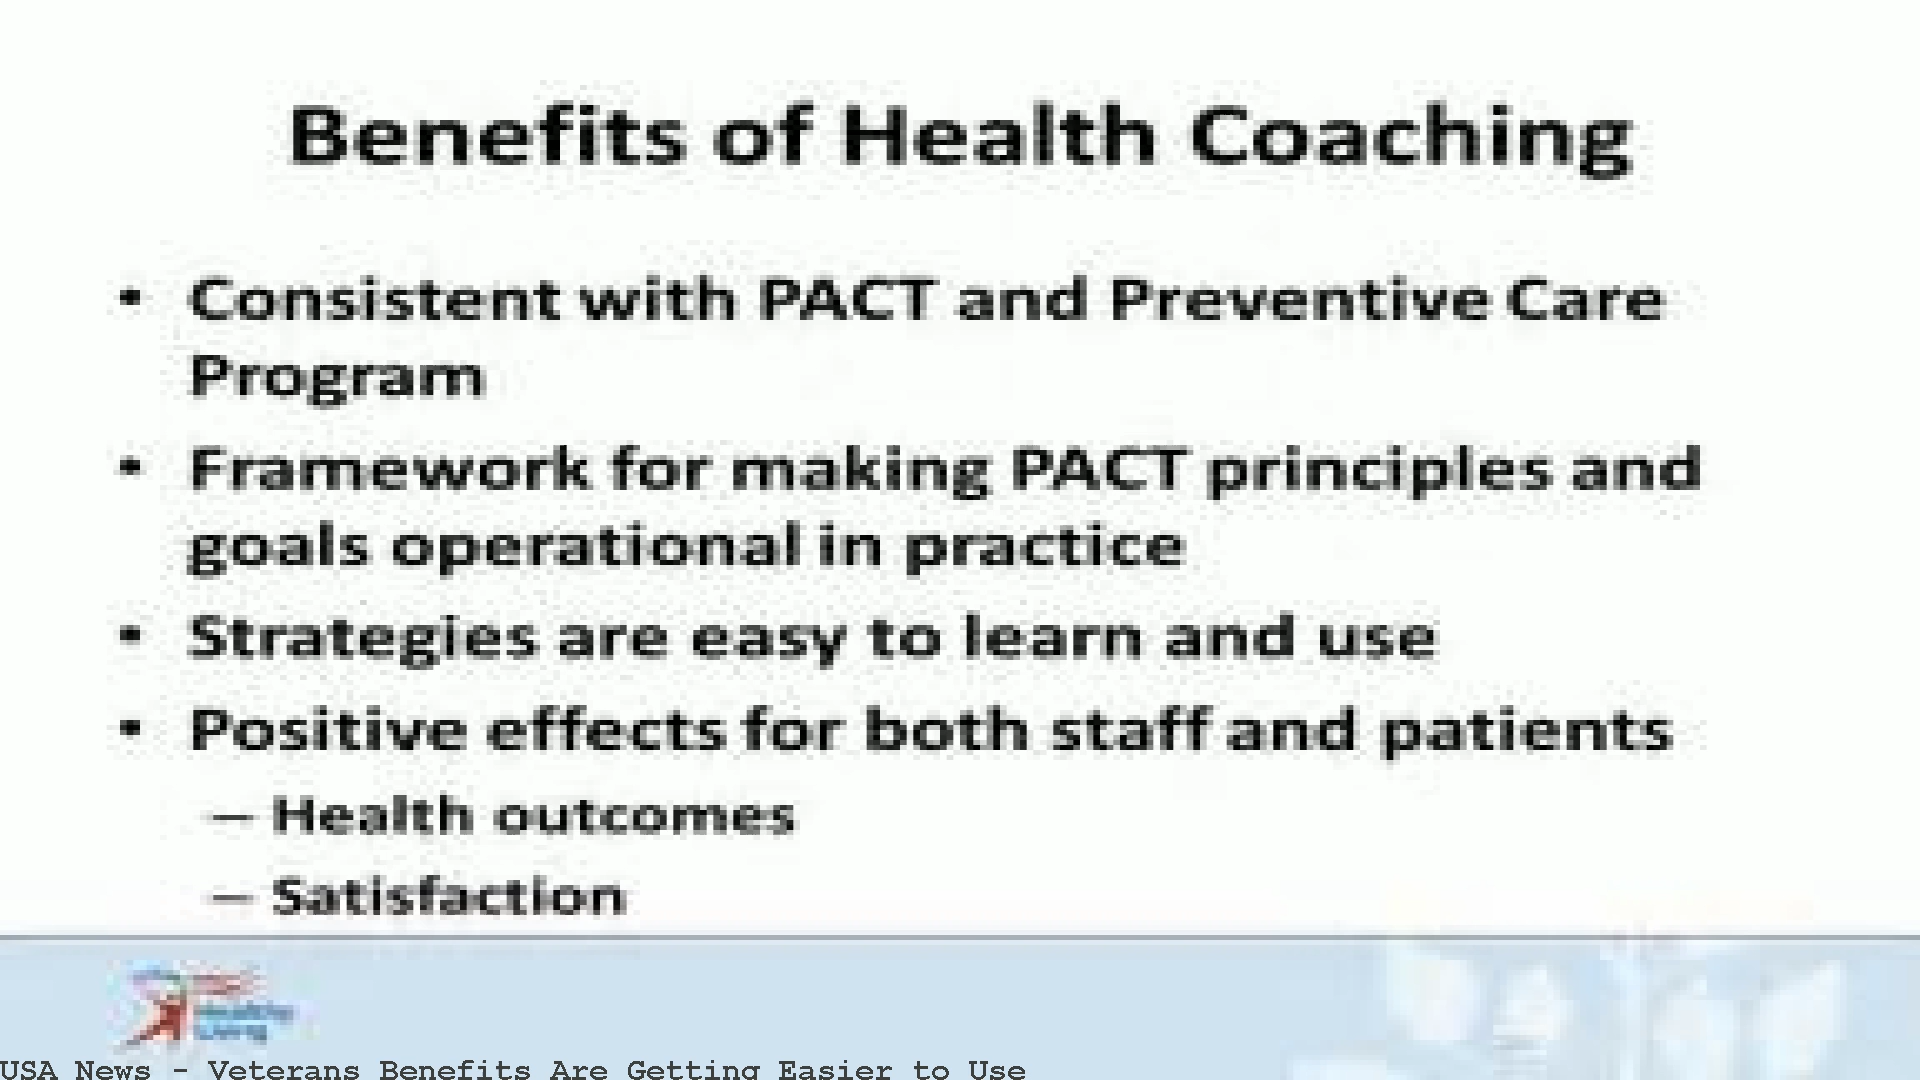 Benefits of Health Coaching
• Consistent with PACT and Preventive Care
Program
• Framework for making PACT principles and
goals operational in practice
• Strategies are easy to learn and use
• Positive effects for both staff and patients
– Health outcomes
– Satisfaction
Living
USA News - Veterans Benefits Are Getting Easier to Use